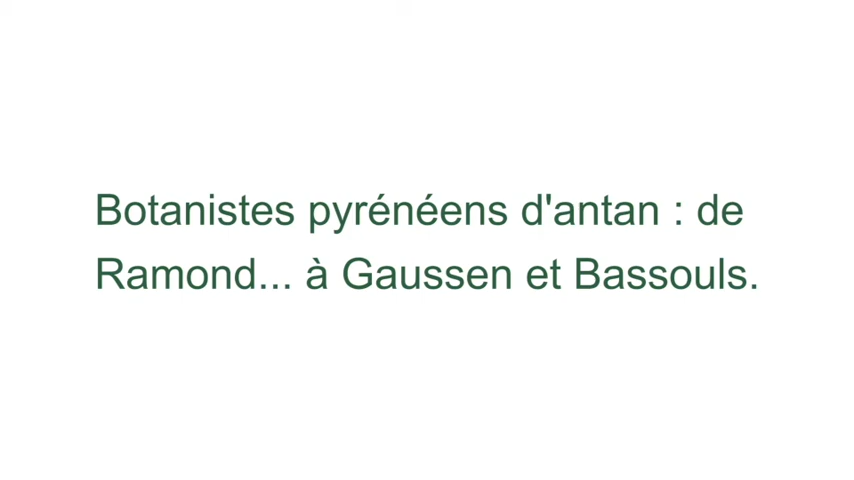 Botanistes pyrénéens d'antan : de
Ramond... à Gaussen et Bassouls.